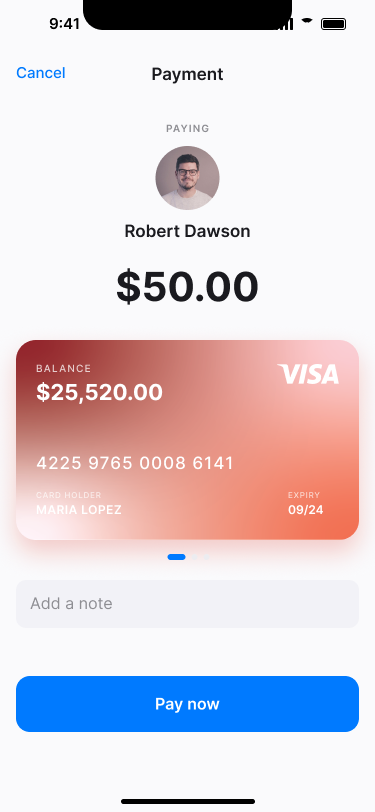 9:41
Cancel
Payment
PAYING
Robert Dawson
$50.00
BALANCE
VISA
$25,520.00
4225 9765 0008 6141
CARD HOLDER
EXPIRY
MARIA LOPEZ
09/24
Add a note
Pay now